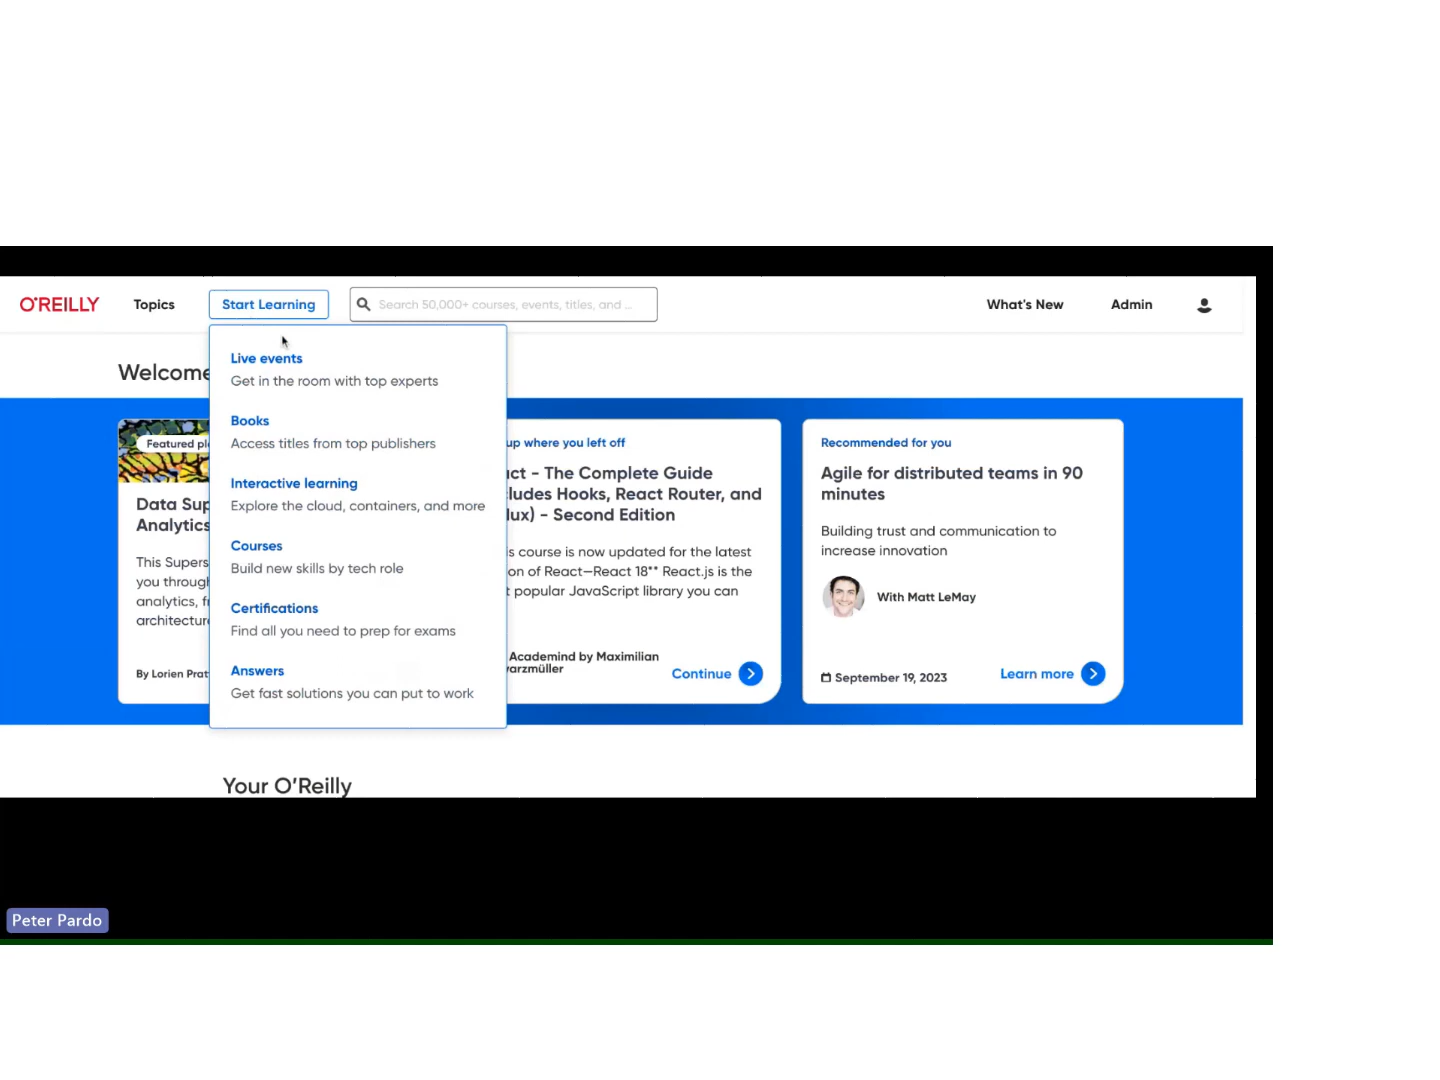 O'REILLY
Topics
Start Learning
Search 50,000+ courses, events, titles, and ...
What's New
Admin
Welcome
Live events
Get in the room with top experts
Books
Access titles from top publishers
Interactive learning
Explore the cloud, containers, and more
Courses
Build new skills by tech role
Certifications
Find all you need to prep for exams
Answers
Get fast solutions you can put to work
Featured pl
Data Sup
Analytics
This Supers
you through
analytics, f
architecture
By Lorien Prat
up where you left off
ct - The Complete Guide
ludes Hooks, React Router, and
lux) - Second Edition
s course is now updated for the latest
on of React—React 18** React.js is the
t popular JavaScript library you can
Academind by Maximilian
varzmüller
Continue
Recommended for you
Agile for distributed teams in 90
minutes
Building trust and communication to
increase innovation
With Matt LeMay
September 19, 2023
Learn more
Your O'Reilly
Peter Pardo